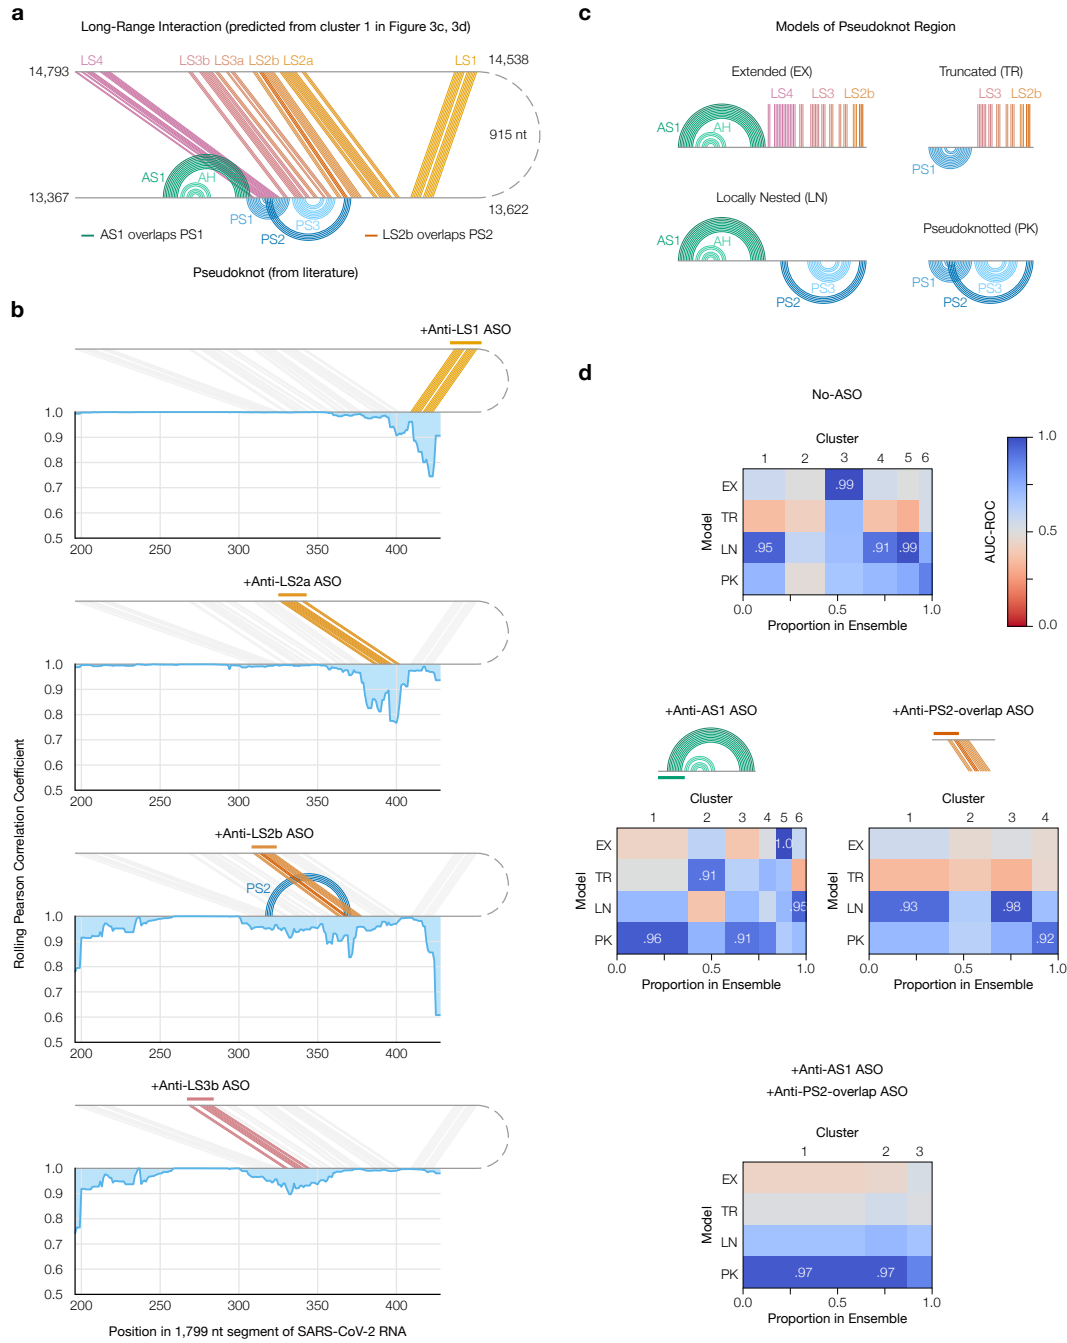 a
Long-Range Interaction (predicted from cluster 1 in Figure 3c, 3d)
LS4 LS3b LS3a LS2b LS2a LS1
14,793 14,538
915 nt
AS1 AH
13,367 13,622
PS1 PS3
PS2
AS1 overlaps PS1 LS2b overlaps PS2
Pseudoknot (from literature)
b
+Anti-LS1 ASO
1.0
0.9
0.8
0.7
0.6
0.5
200 250 300 350 400
+Anti-LS2a ASO
1.0
0.9
0.8
0.7
0.6
0.5
200 250 300 350 400
+Anti-LS2b ASO
PS2
1.0
0.9
0.8
0.7
0.6
0.5
200 250 300 350 400
+Anti-LS3b ASO
1.0
0.9
0.8
0.7
0.6
0.5
200 250 300 350 400
Rolling Pearson Correlation Coefficient
Position in 1,799 nt segment of SARS-CoV-2 RNA
c
Models of Pseudoknot Region
Extended (EX)
LS4 LS3 LS2b
AS1 AH
Truncated (TR)
LS3 LS2b
PS1
Locally Nested (LN)
AS1 AH
PS3
PS2
Pseudoknotted (PK)
PS1 PS3
PS2
d
No-ASO
Cluster
1 2 3 4 5 6
EX .99
TR
LN .95 .91 .99
PK
Model
0.0 0.5 1.0
Proportion in Ensemble
1.0
0.5
0.0
AUC-ROC
+Anti-AS1 ASO
Cluster
1 2 3 4 5 6
EX 1.0
TR .91
LN .95
PK .96 .91
Model
0.0 0.5 1.0
Proportion in Ensemble
+Anti-PS2-overlap ASO
Cluster
1 2 3 4
EX
TR
LN .93 .98
PK .92
Model
0.0 0.5 1.0
Proportion in Ensemble
+Anti-AS1 ASO
+Anti-PS2-overlap ASO
Cluster
1 2 3
EX
TR
LN
PK .97 .97
Model
0.0 0.5 1.0
Proportion in Ensemble